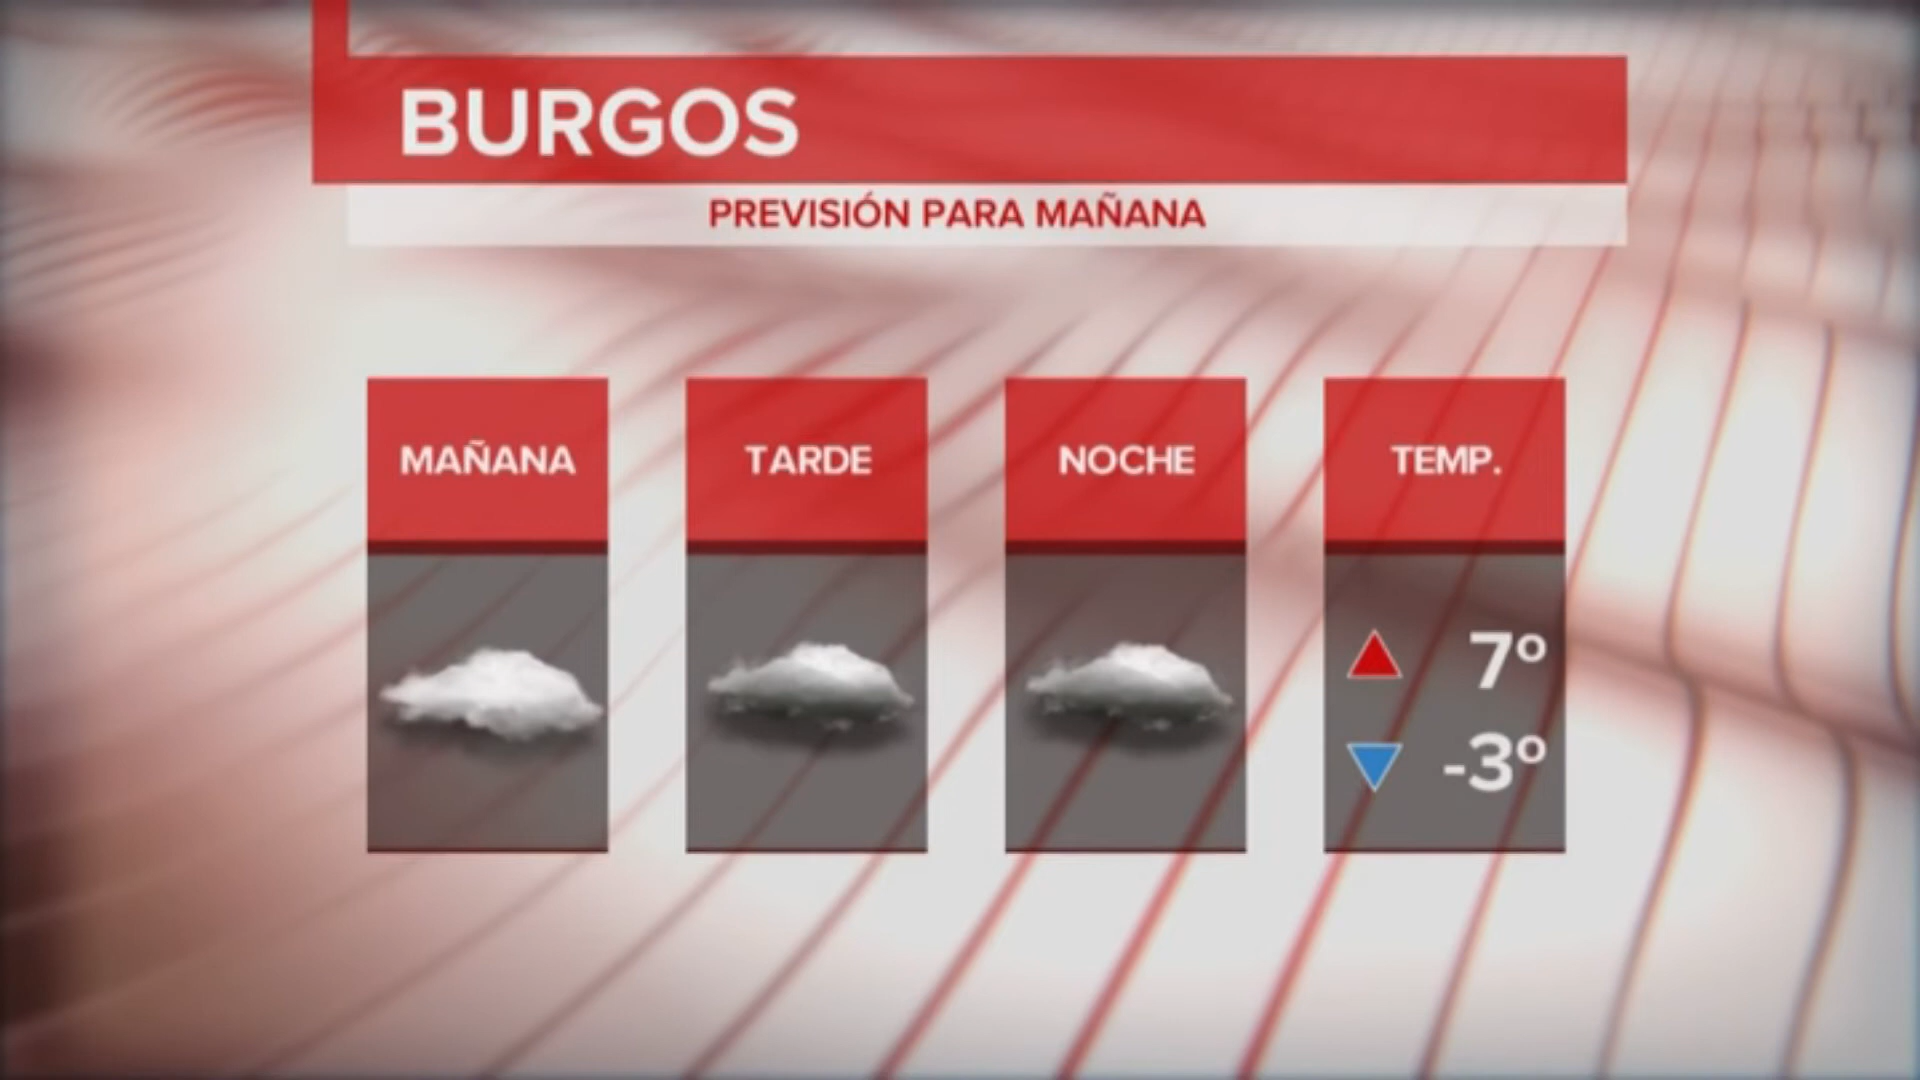 BURGOS
PREVISIÓN PARA MAÑANA
MAÑANA
TARDE
NOCHE
TEMP.
7º
-3º